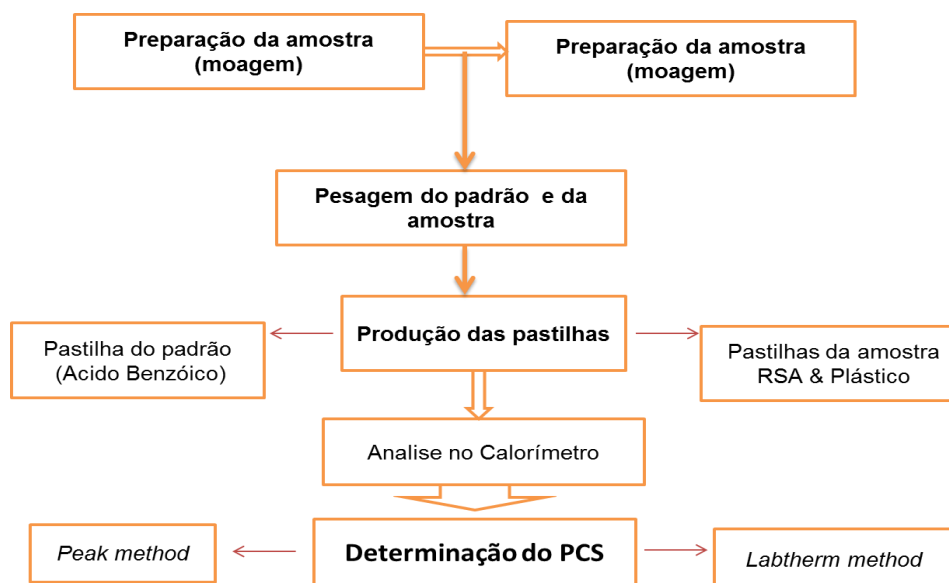 Preparação da amostra
(moagem)
Preparação da amostra
(moagem)
Pesagem do padrão e da
amostra
Produção das pastilhas
Pastilha do padrão
(Acido Benzóico)
Pastilhas da amostra
RSA & Plástico
Analise no Calorímetro
Determinação do PCS
Peak method
Labtherm method